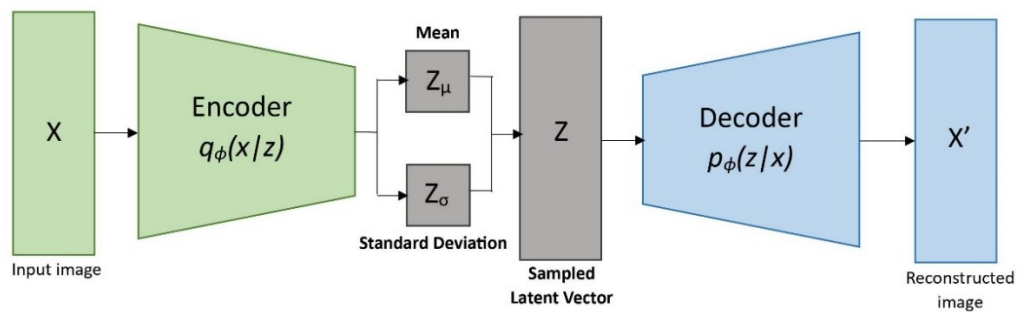 X
Input image
Encoder
qϕ(x|z)
Mean
Zμ
Zσ
Standard Deviation
Z
Sampled
Latent Vector
Decoder
pϕ(z|x)
X’
Reconstructed
image